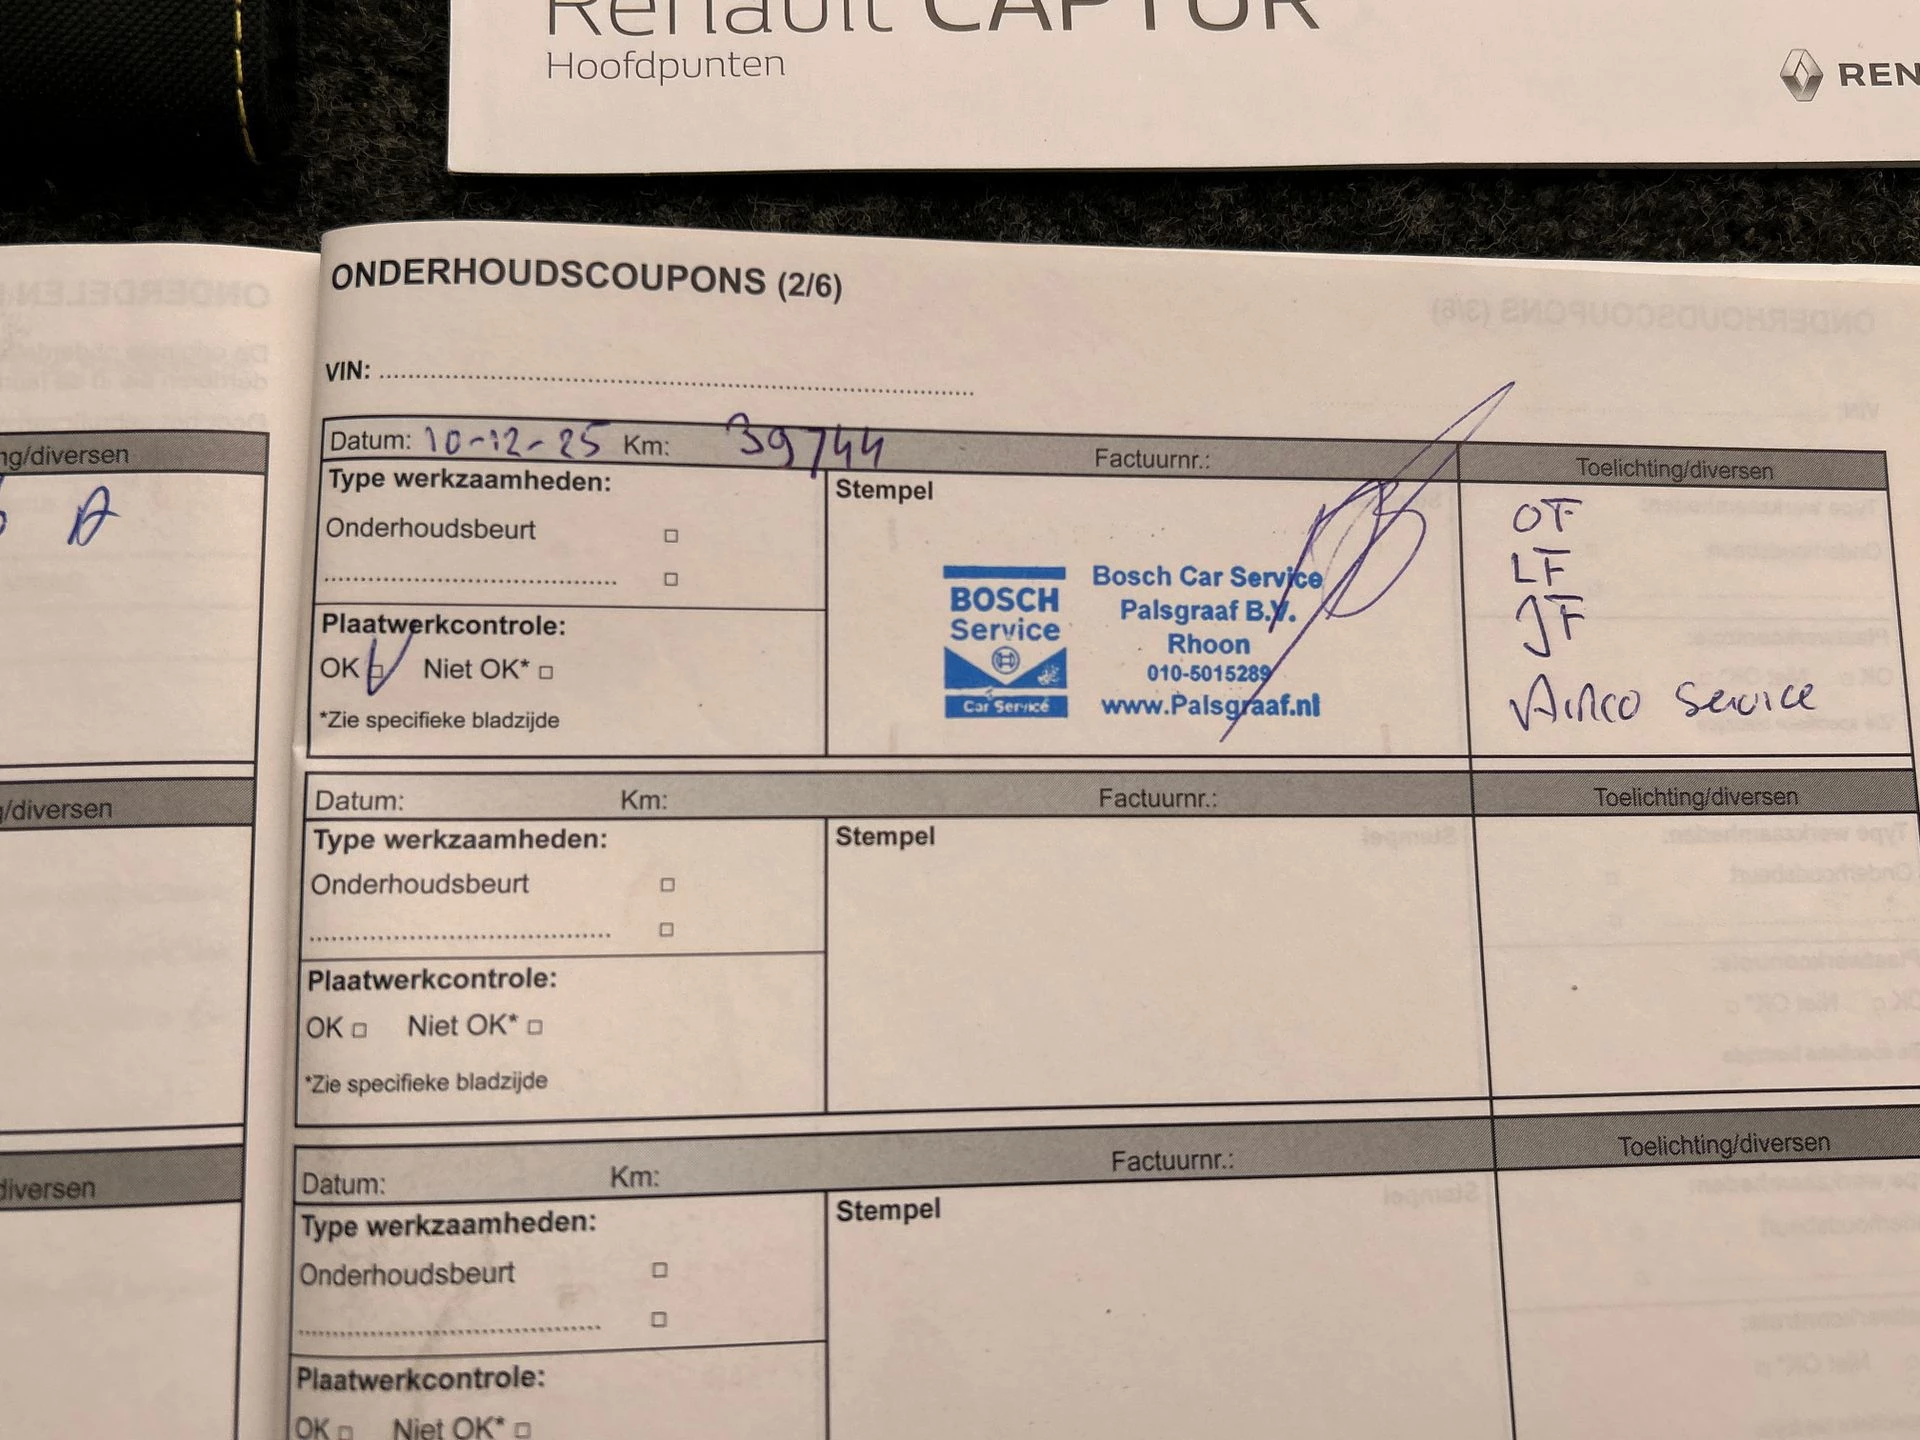 Renault CAPTUR
Hoofdpunten
REN
ONDERHOUDSCOUPONS (2/6)
VIN:
ng/diversen
A
Datum: 10-12-25 Km: 39744 Factuurnr.: Toelichting/diversen
Type werkzaamheden:
Onderhoudsbeurt
Plaatwerkcontrole:
OK Niet OK*
*Zie specifieke bladzijde
Stempel
BOSCH
Service
Car Service
Bosch Car Service
Palsgraaf B.V.
Rhoon
010-5015289
www.Palsgraaf.nl
OF
LF
JF
Airco Service
g/diversen
Datum: Km: Factuurnr.: Toelichting/diversen
Type werkzaamheden:
Onderhoudsbeurt
Plaatwerkcontrole:
OK Niet OK*
*Zie specifieke bladzijde
Stempel
diversen
Datum: Km: Factuurnr.: Toelichting/diversen
Type werkzaamheden:
Onderhoudsbeurt
Plaatwerkcontrole:
OK Niet OK*
Stempel